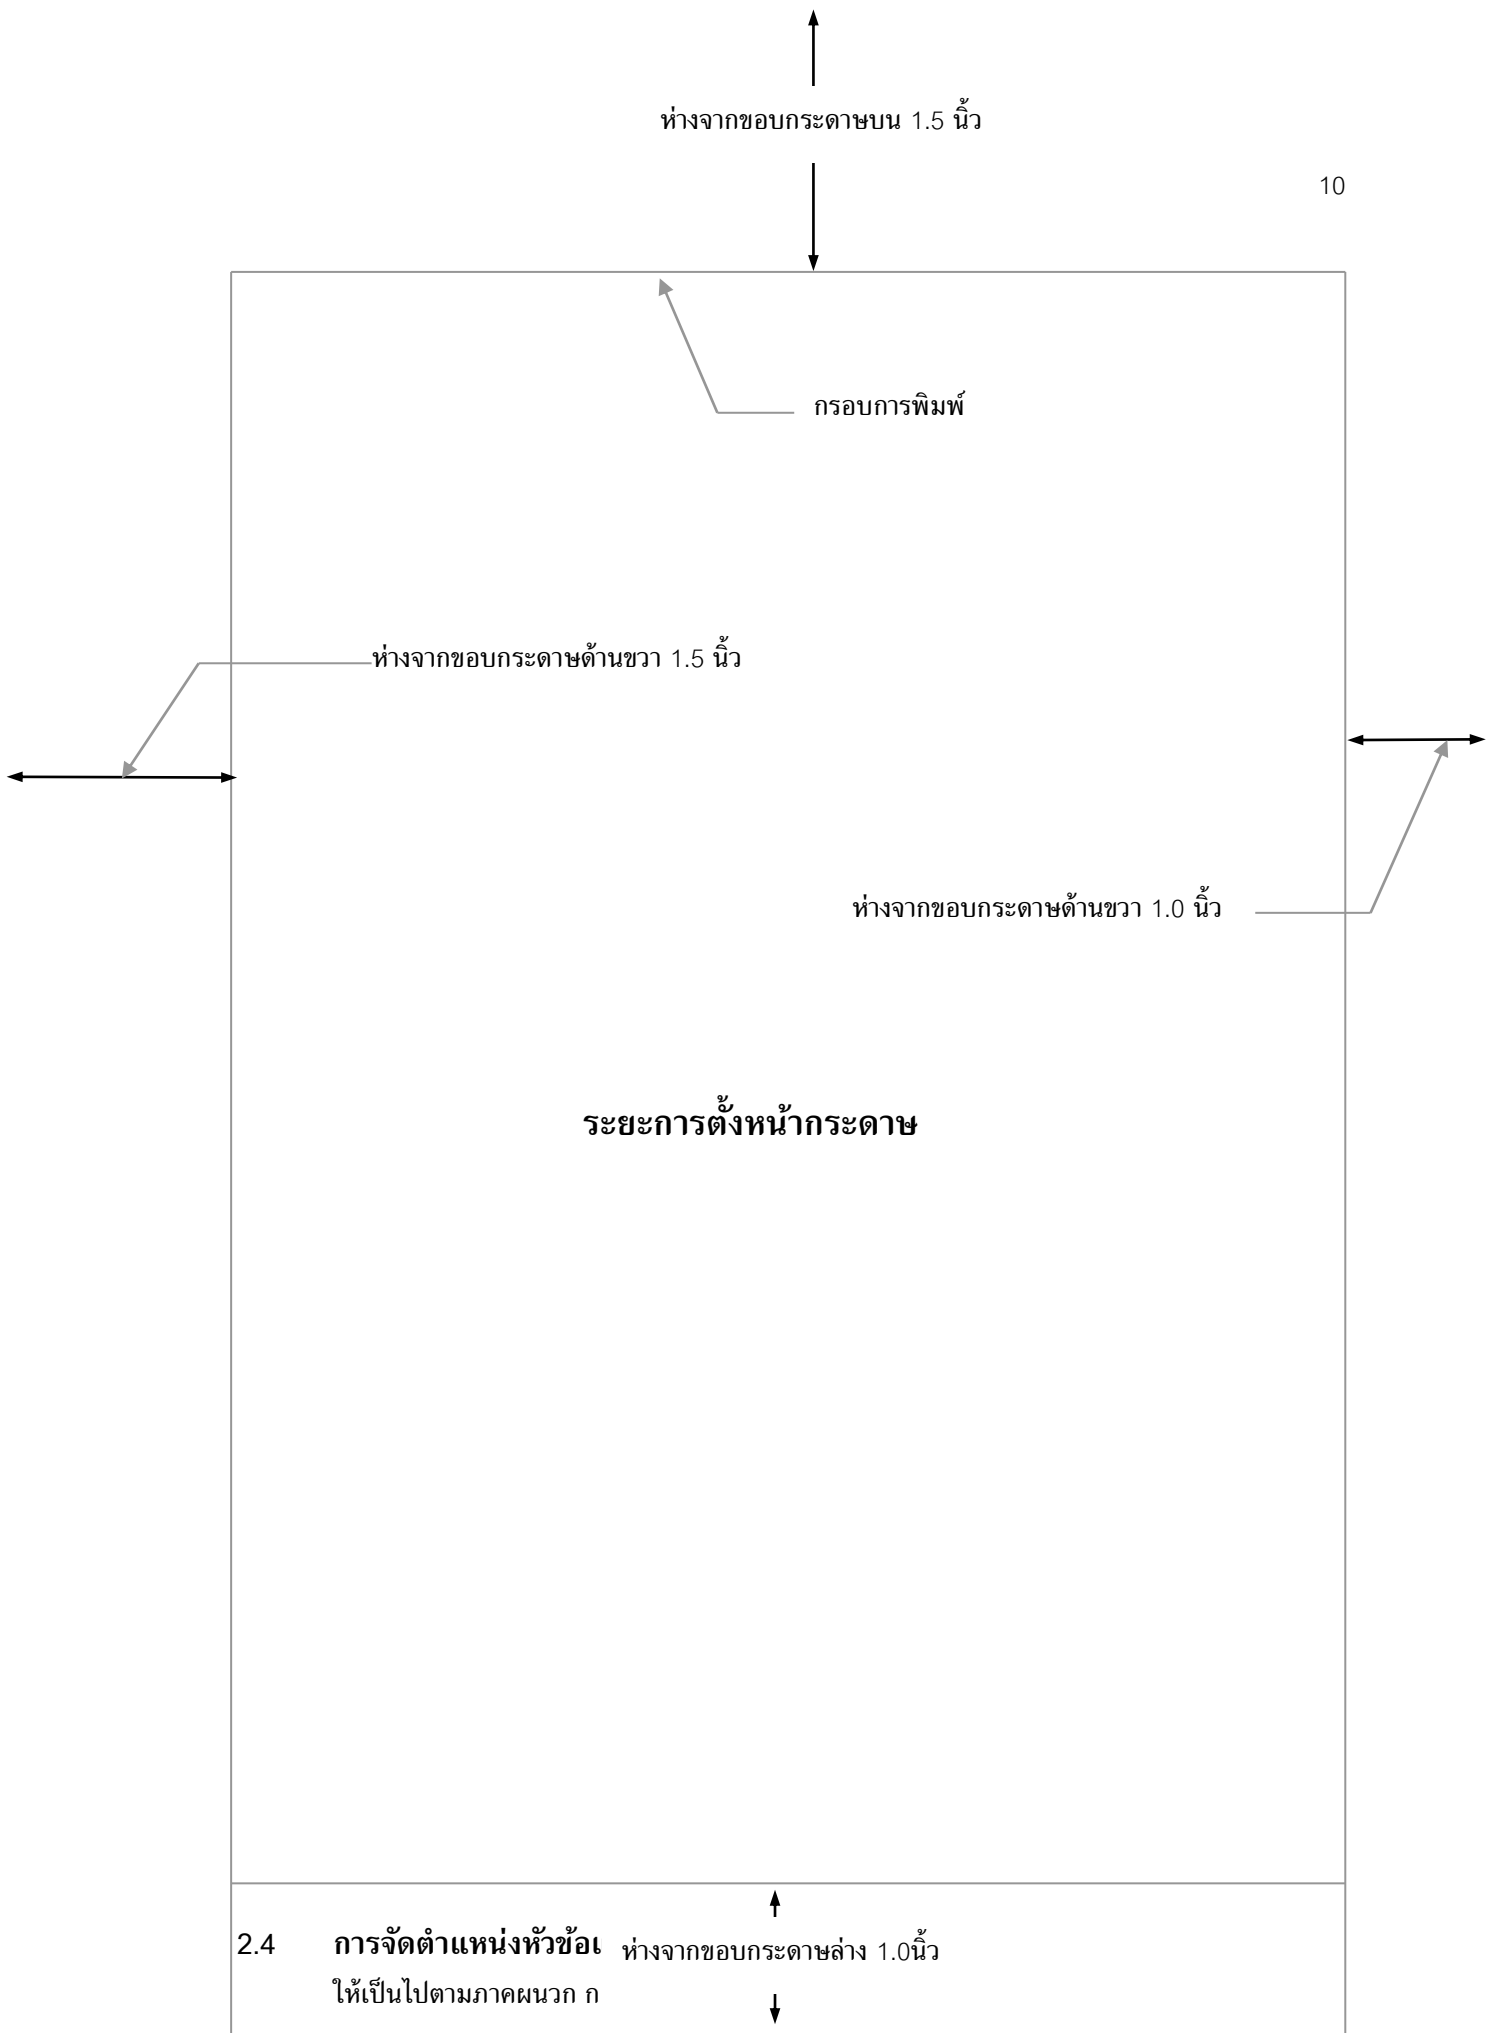 ห่างจากขอบกระดาษบน 1.5 นิ้ว
10
กรอบการพิมพ์
ห่างจากขอบกระดาษด้านขวา 1.5 นิ้ว
ห่างจากขอบกระดาษด้านขวา 1.0 นิ้ว
ระยะการตั้งหน้ากระดาษ
2.4 การจัดตำแหน่งหัวข้อเ ห่างจากขอบกระดาษล่าง 1.0นิ้ว
ให้เป็นไปตามภาคผนวก ก